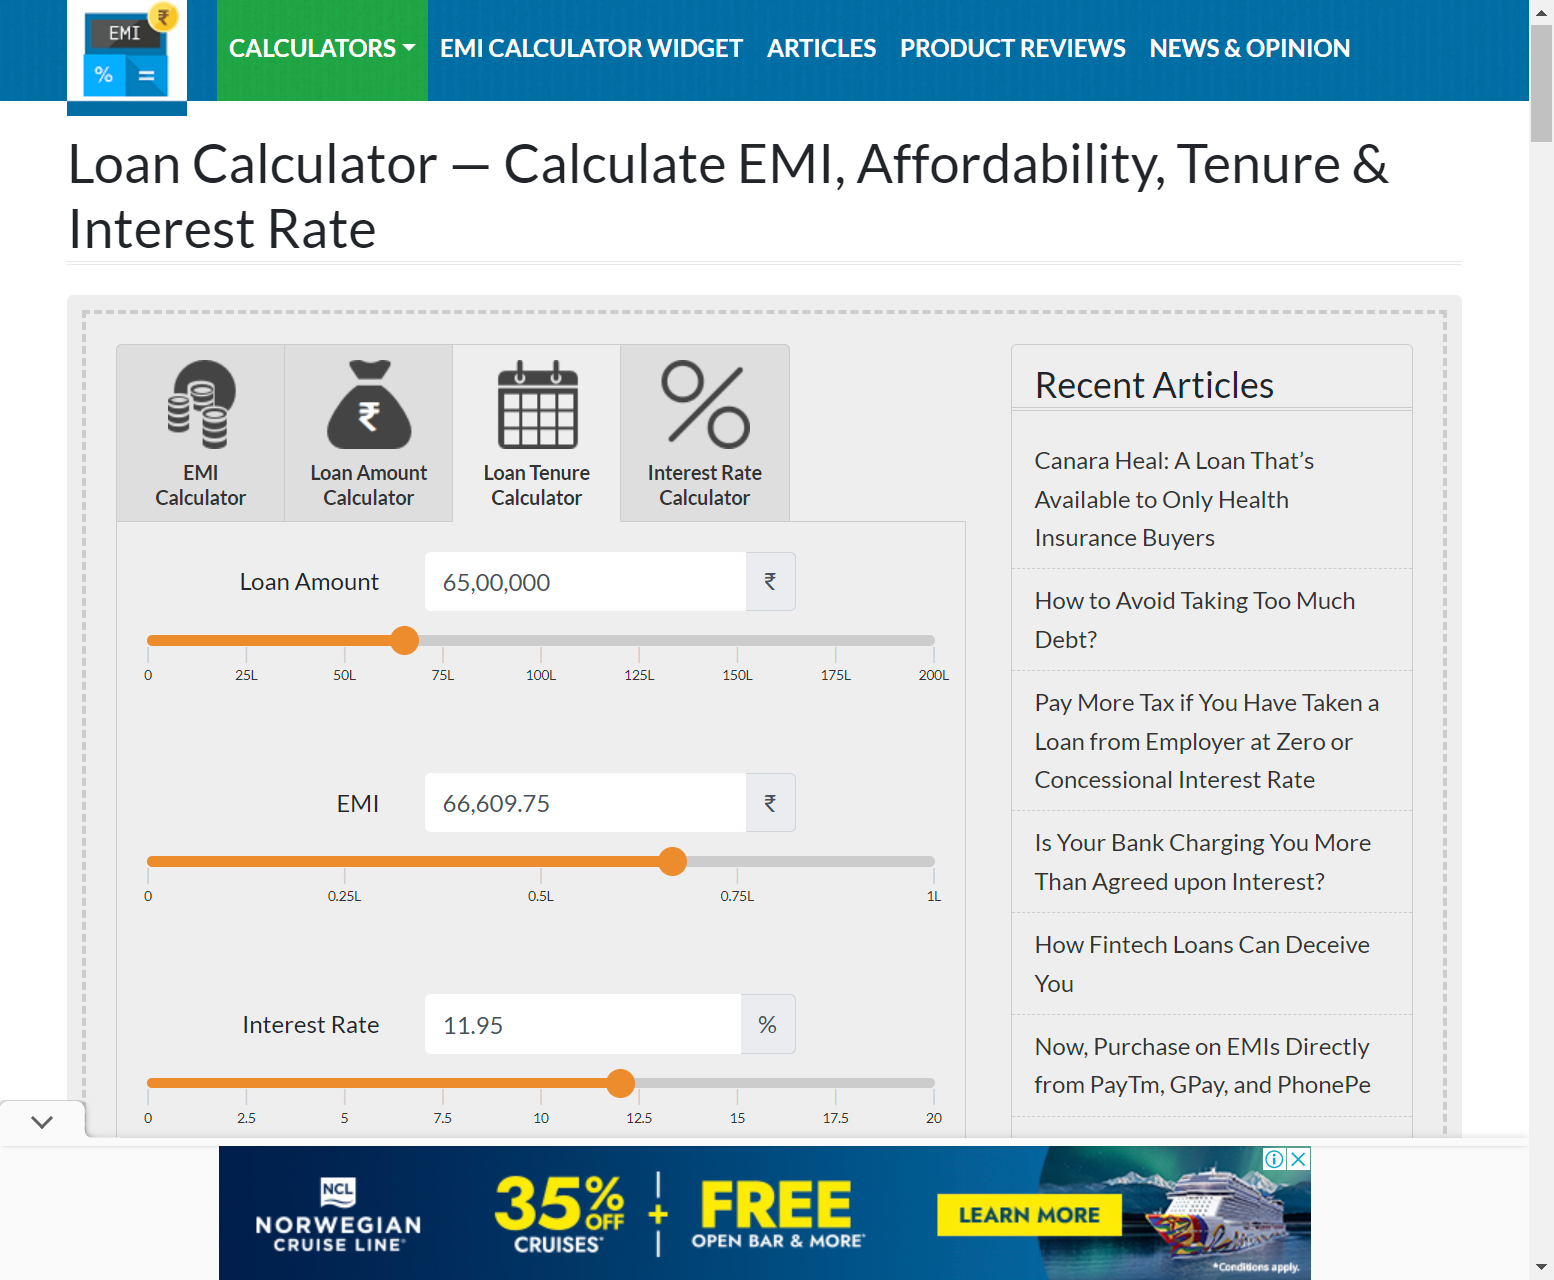 EMI
₹
%
=
CALCULATORS
EMI CALCULATOR WIDGET
ARTICLES
PRODUCT REVIEWS
NEWS & OPINION
Loan Calculator — Calculate EMI, Affordability, Tenure &
Interest Rate
EMI
Calculator
₹
Loan Amount
Calculator
Loan Tenure
Calculator
Interest Rate
Calculator
Loan Amount
65,00,000
₹
0
25L
50L
75L
100L
125L
150L
175L
200L
EMI
66,609.75
₹
0
0.25L
0.5L
0.75L
1L
Interest Rate
11.95
%
0
2.5
5
7.5
10
12.5
15
17.5
20
Recent Articles
Canara Heal: A Loan That’s
Available to Only Health
Insurance Buyers
How to Avoid Taking Too Much
Debt?
Pay More Tax if You Have Taken a
Loan from Employer at Zero or
Concessional Interest Rate
Is Your Bank Charging You More
Than Agreed upon Interest?
How Fintech Loans Can Deceive
You
Now, Purchase on EMIs Directly
from PayTm, GPay, and PhonePe
NCL
NORWEGIAN
CRUISE LINE®
35% OFF
CRUISES*
+
FREE
OPEN BAR & MORE*
LEARN MORE
*Conditions apply.